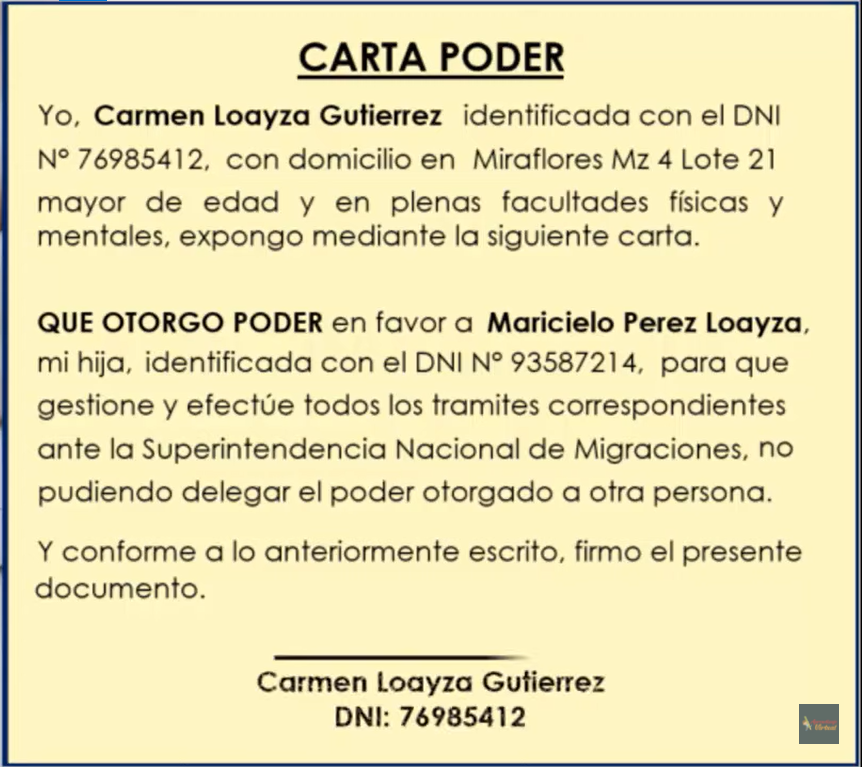 CARTA PODER
Yo, Carmen Loayza Gutierrez identificada con el DNI
N° 76985412, con domicilio en Miraflores Mz 4 Lote 21
mayor de edad y en plenas facultades físicas y
mentales, expongo mediante la siguiente carta.
QUE OTORGO PODER en favor a Maricielo Perez Loayza,
mi hija, identificada con el DNI N° 93587214, para que
gestione y efectúe todos los tramites correspondientes
ante la Superintendencia Nacional de Migraciones, no
pudiendo delegar el poder otorgado a otra persona.
Y conforme a lo anteriormente escrito, firmo el presente
documento.
Carmen Loayza Gutierrez
DNI: 76985412
Virtual